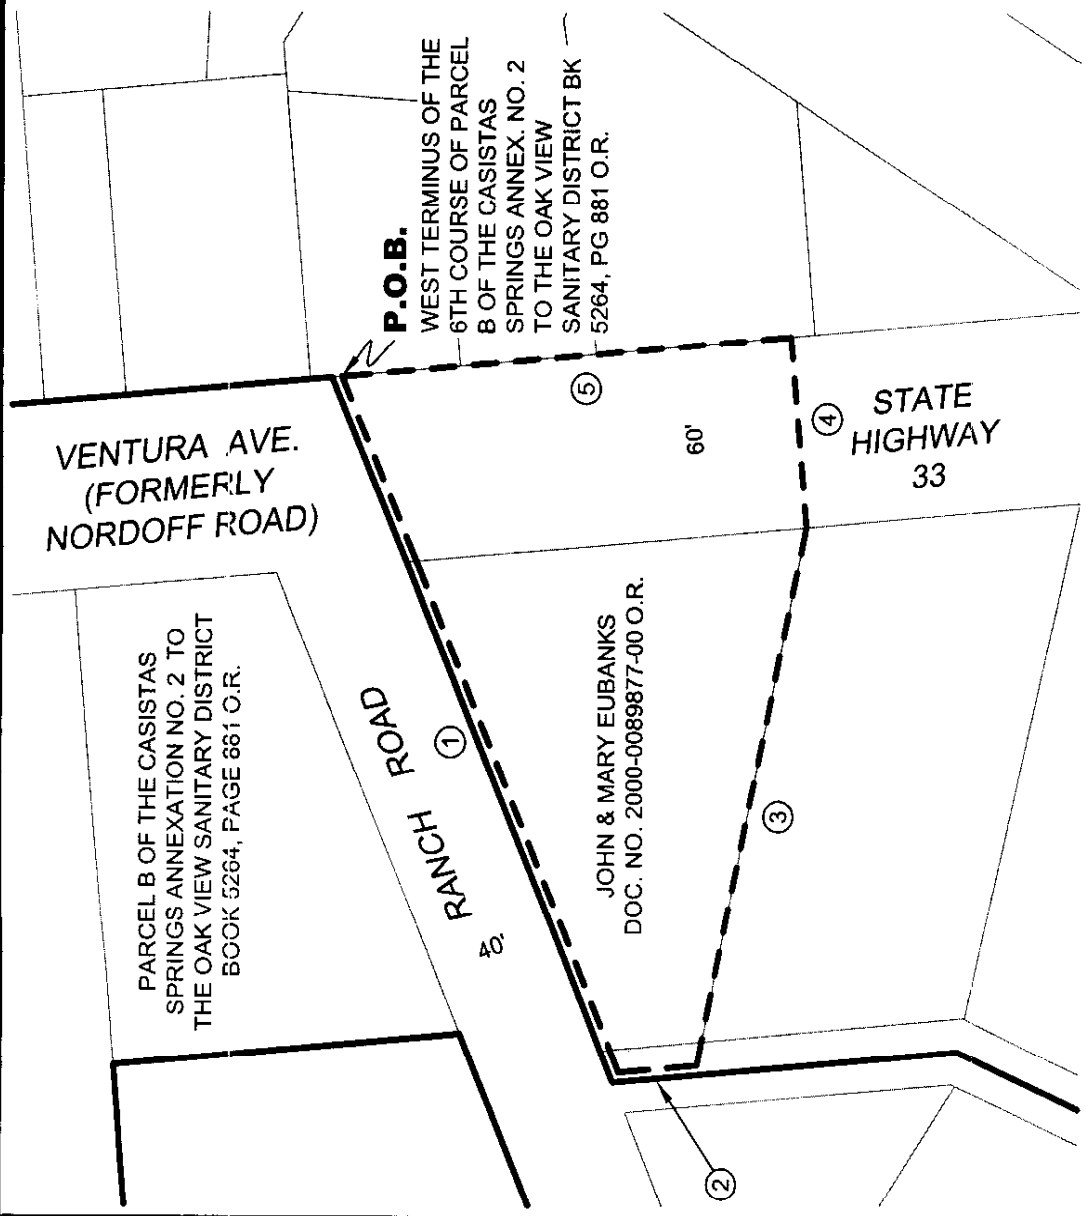 VENTURA AVE.
(FORMERLY
NORDOFF ROAD)
P.O.B.
WEST TERMINUS OF THE
6TH COURSE OF PARCEL
B OF THE CASISTAS
SPRINGS ANNEX. NO. 2
TO THE OAK VIEW
SANITARY DISTRICT BK
5264, PG 881 O.R.
PARCEL B OF THE CASISTAS
SPRINGS ANNEXATION NO. 2 TO
THE OAK VIEW SANITARY DISTRICT
BOOK 5264, PAGE 881 O.R.
RANCH ROAD
40'
1
JOHN & MARY EUBANKS
DOC. NO. 2000-0089877-00 O.R.
60'
5
4
STATE
HIGHWAY
33
3
2